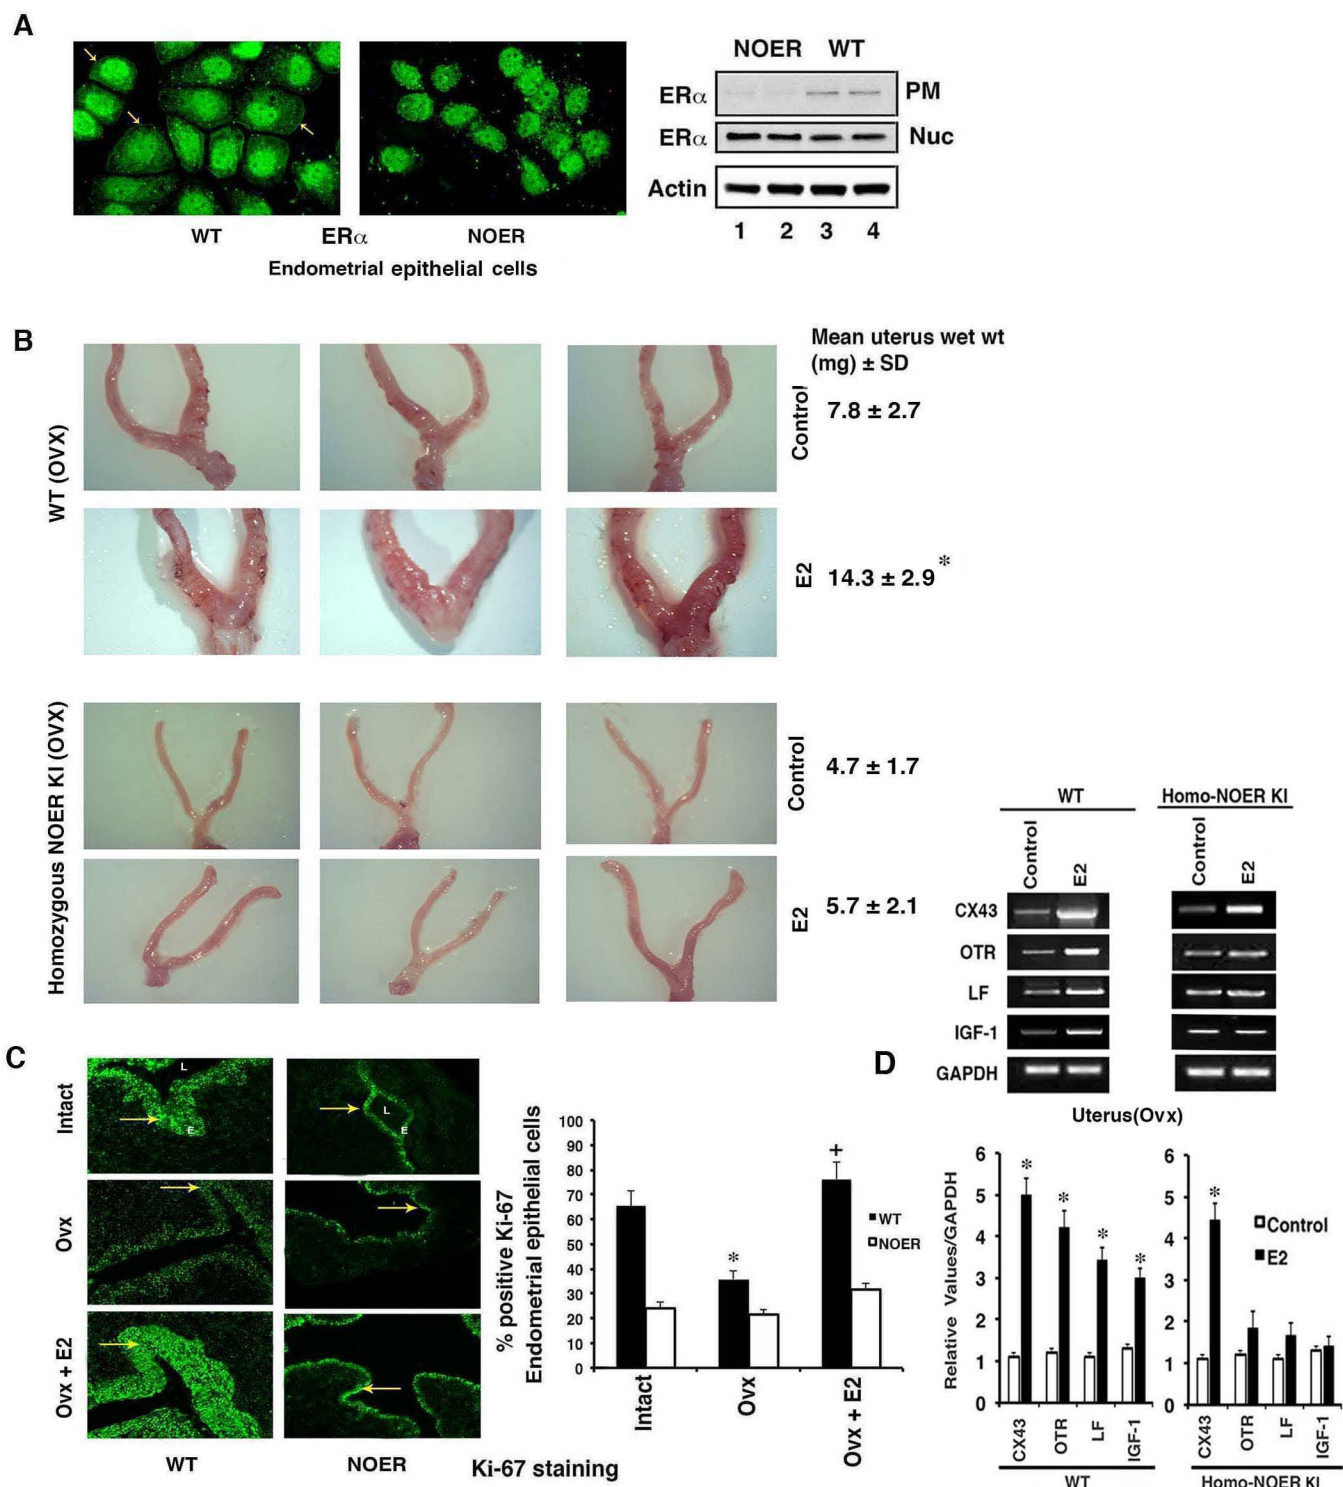 A
NOER WT
ERα PM
ERα Nuc
Actin
1 2 3 4
WT ERα NOER
Endometrial epithelial cells
B
Mean uterus wet wt
(mg) ± SD
WT (OVX)
Control
7.8 ± 2.7
E2
14.3 ± 2.9 *
Homozygous NOER KI (OVX)
Control
4.7 ± 1.7
E2
5.7 ± 2.1
C
Intact
L
E
L
E
Ovx
Ovx + E2
WT NOER
Ki-67 staining
% positive Ki-67
Endometrial epithelial cells
100
90
80
70
60
50
40
30
20
10
0
*
+
WT
NOER
Intact
Ovx
Ovx + E2
D
WT Homo-NOER KI
Control E2 Control E2
CX43
OTR
LF
IGF-1
GAPDH
Uterus(Ovx)
Relative Values/GAPDH
6
5
4
3
2
1
0
* * * *
CX43 OTR LF IGF-1
WT
6
5
4
3
2
1
0
*
Control
E2
CX43 OTR LF IGF-1
Homo-NOER KI